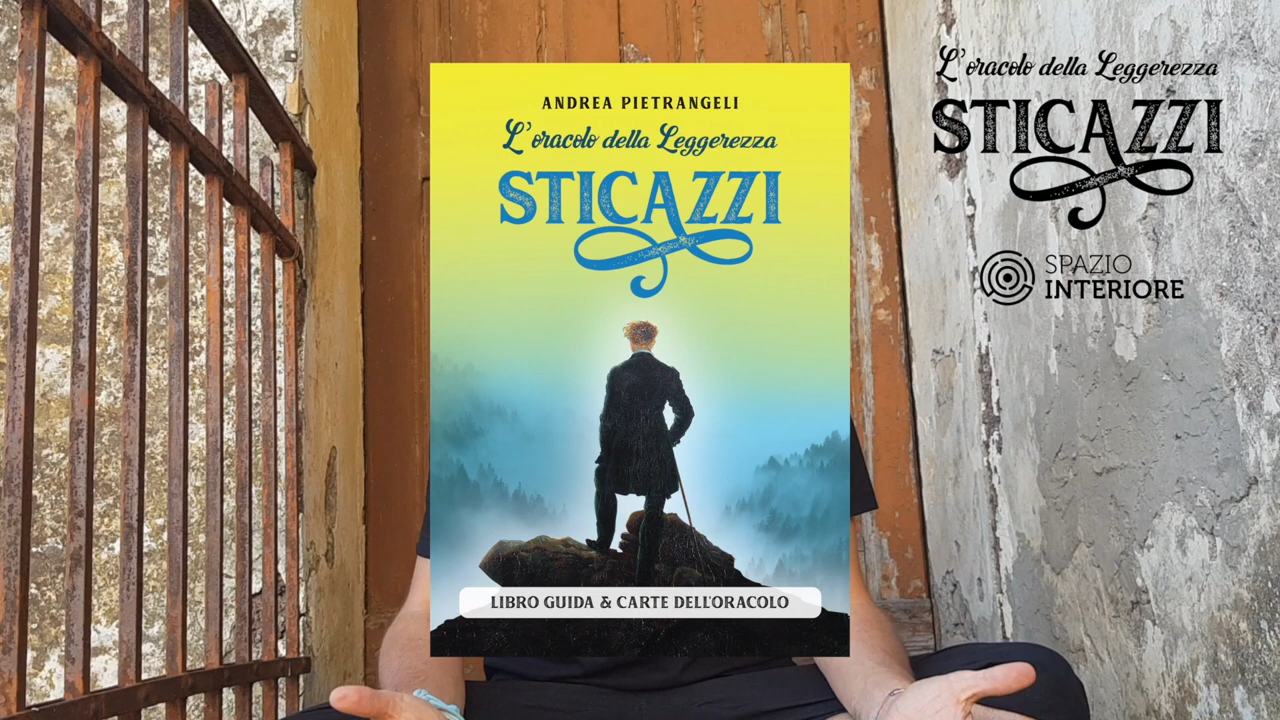 ANDREA PIETRANGELI
L'oracolo della Leggerezza
STICAZZI
LIBRO GUIDA & CARTE DELL'ORACOLO
L'oracolo della Leggerezza
STICAZZI
SPAZIO
INTERIORE